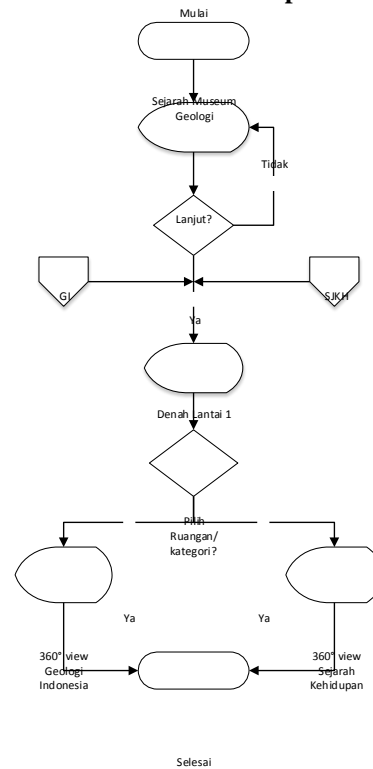 Mulai
Sejarah Museum
Geologi
Tidak
Lanjut?
GI
SJKH
Ya
Denah Lantai 1
Pilih
Ruangan/
kategori?
Ya
Ya
360° view
Geologi
Indonesia
360° view
Sejarah
Kehidupan
Selesai